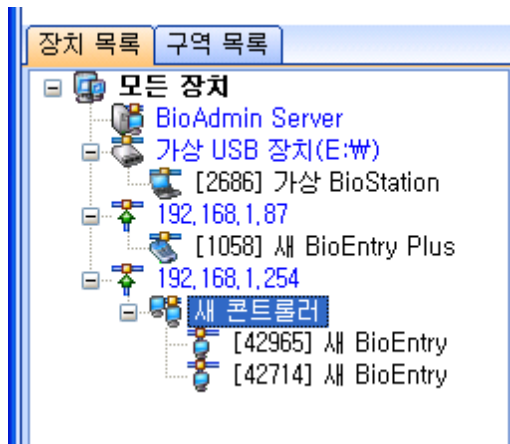 장치 목록 구역 목록
모든 장치
BioAdmin Server
가상 USB 장치(E:₩)
[2686] 가상 BioStation
192,168,1,87
[1058] 새 BioEntry Plus
192,168,1,254
새 콘트롤러
[42965] 새 BioEntry
[42714] 새 BioEntry